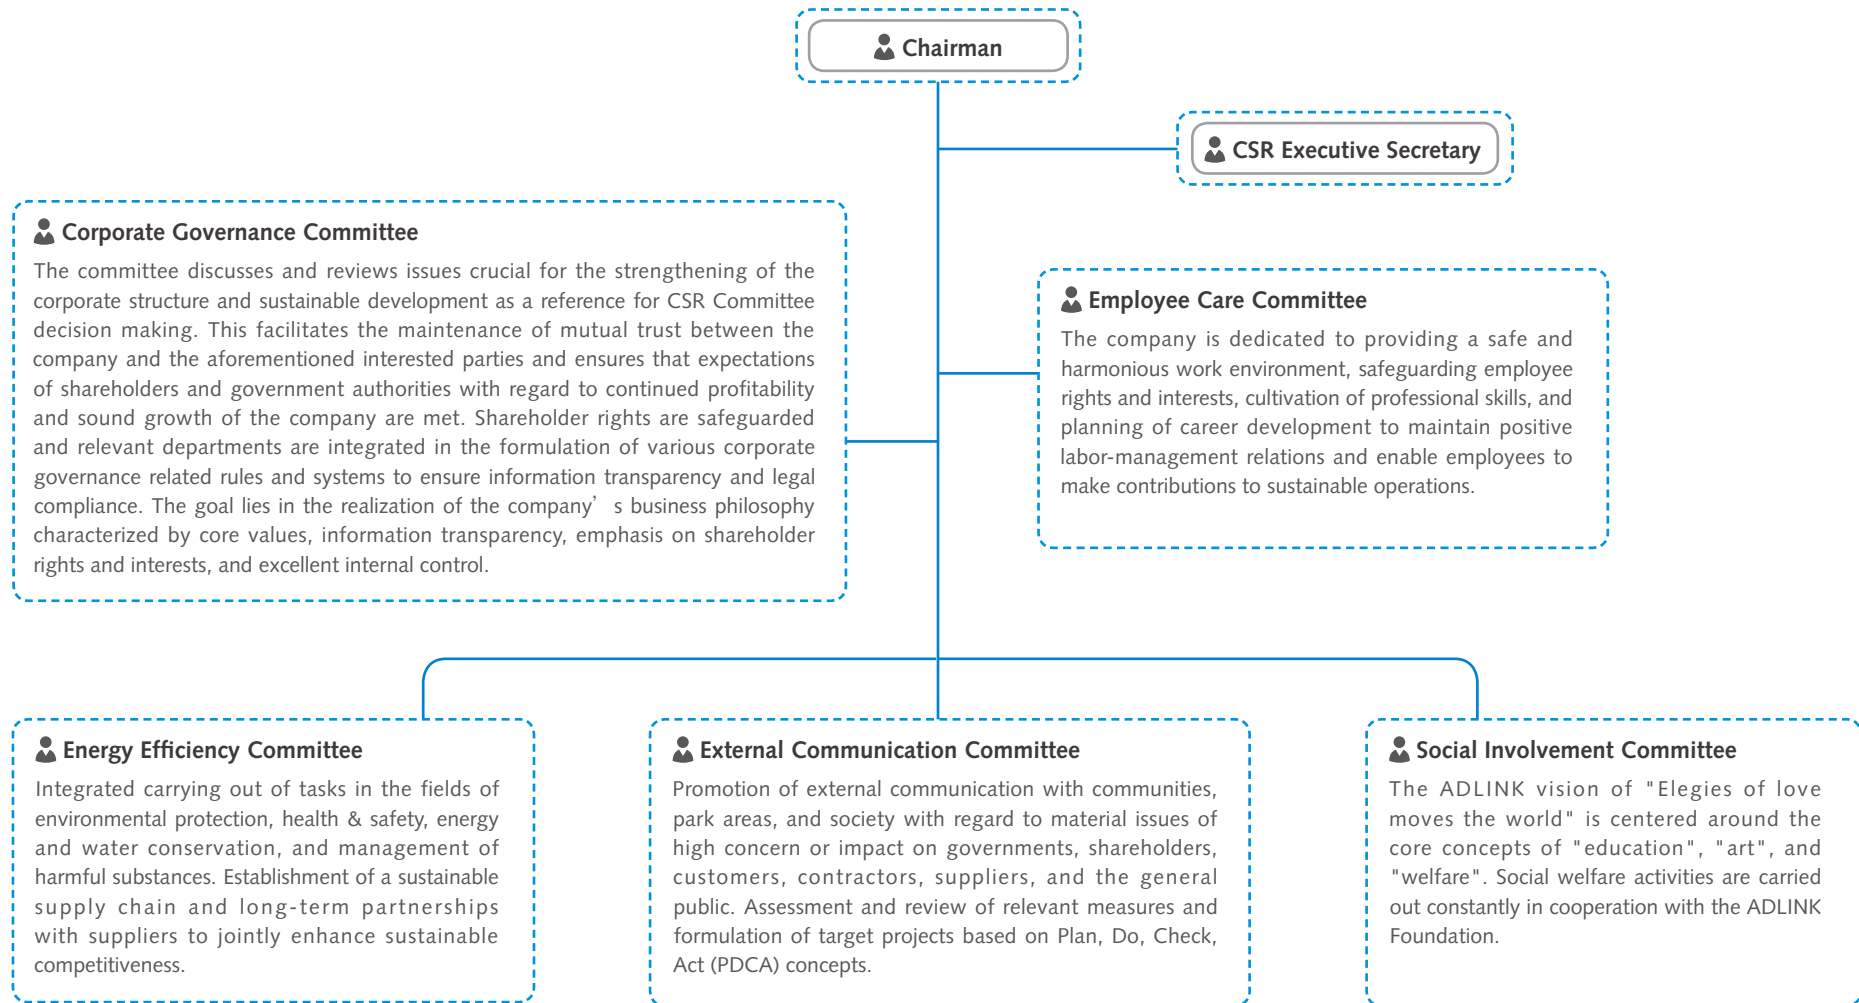 Chairman
CSR Executive Secretary
Corporate Governance Committee
The committee discusses and reviews issues crucial for the strengthening of the
corporate structure and sustainable development as a reference for CSR Committee
decision making. This facilitates the maintenance of mutual trust between the
company and the aforementioned interested parties and ensures that expectations
of shareholders and government authorities with regard to continued profitability
and sound growth of the company are met. Shareholder rights are safeguarded
and relevant departments are integrated in the formulation of various corporate
governance related rules and systems to ensure information transparency and legal
compliance. The goal lies in the realization of the company’ s business philosophy
characterized by core values, information transparency, emphasis on shareholder
rights and interests, and excellent internal control.
Employee Care Committee
The company is dedicated to providing a safe and
harmonious work environment, safeguarding employee
rights and interests, cultivation of professional skills, and
planning of career development to maintain positive
labor-management relations and enable employees to
make contributions to sustainable operations.
Energy Efficiency Committee
Integrated carrying out of tasks in the fields of
environmental protection, health & safety, energy
and water conservation, and management of
harmful substances. Establishment of a sustainable
supply chain and long-term partnerships
with suppliers to jointly enhance sustainable
competitiveness.
External Communication Committee
Promotion of external communication with communities,
park areas, and society with regard to material issues of
high concern or impact on governments, shareholders,
customers, contractors, suppliers, and the general
public. Assessment and review of relevant measures and
formulation of target projects based on Plan, Do, Check,
Act (PDCA) concepts.
Social Involvement Committee
The ADLINK vision of "Elegies of love
moves the world" is centered around the
core concepts of "education", "art", and
"welfare". Social welfare activities are carried
out constantly in cooperation with the ADLINK
Foundation.